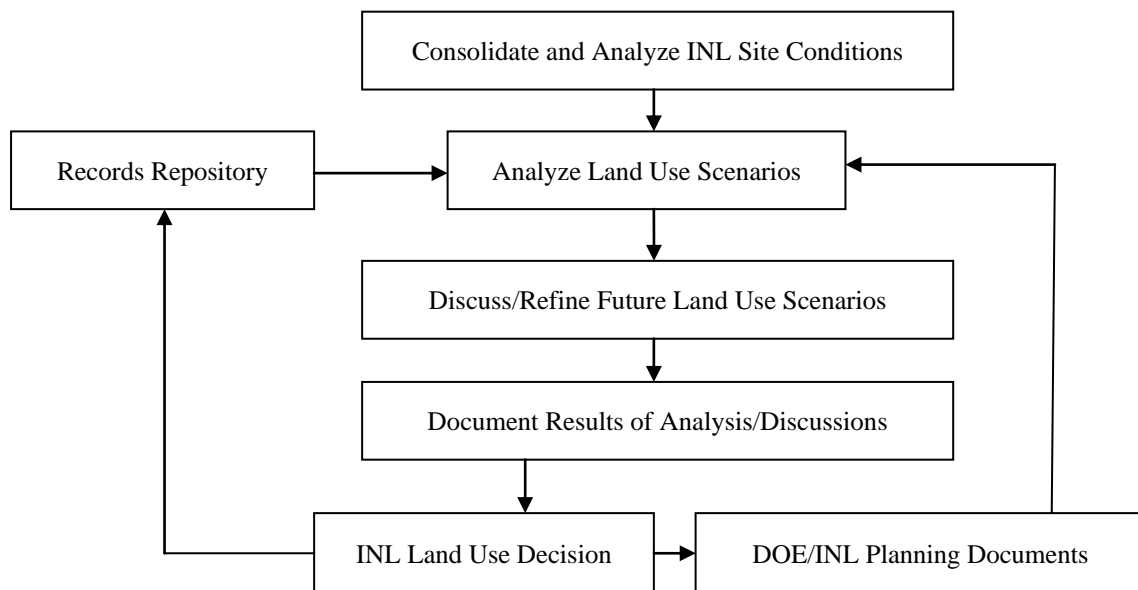 Consolidate and Analyze INL Site Conditions
Records Repository
Analyze Land Use Scenarios
Discuss/Refine Future Land Use Scenarios
Document Results of Analysis/Discussions
INL Land Use Decision
DOE/INL Planning Documents